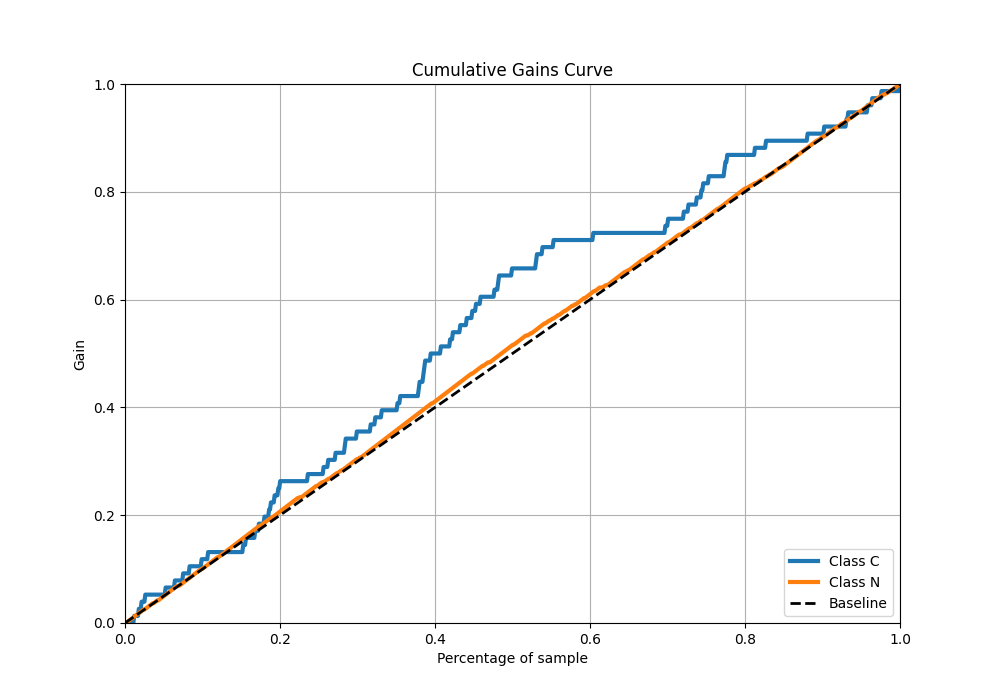 Cumulative Gains Curve
1.0
0.8
0.6
0.4
0.2
0.0
Gain
0.0 0.2 0.4 0.6 0.8 1.0
Percentage of sample
Class C
Class N
Baseline